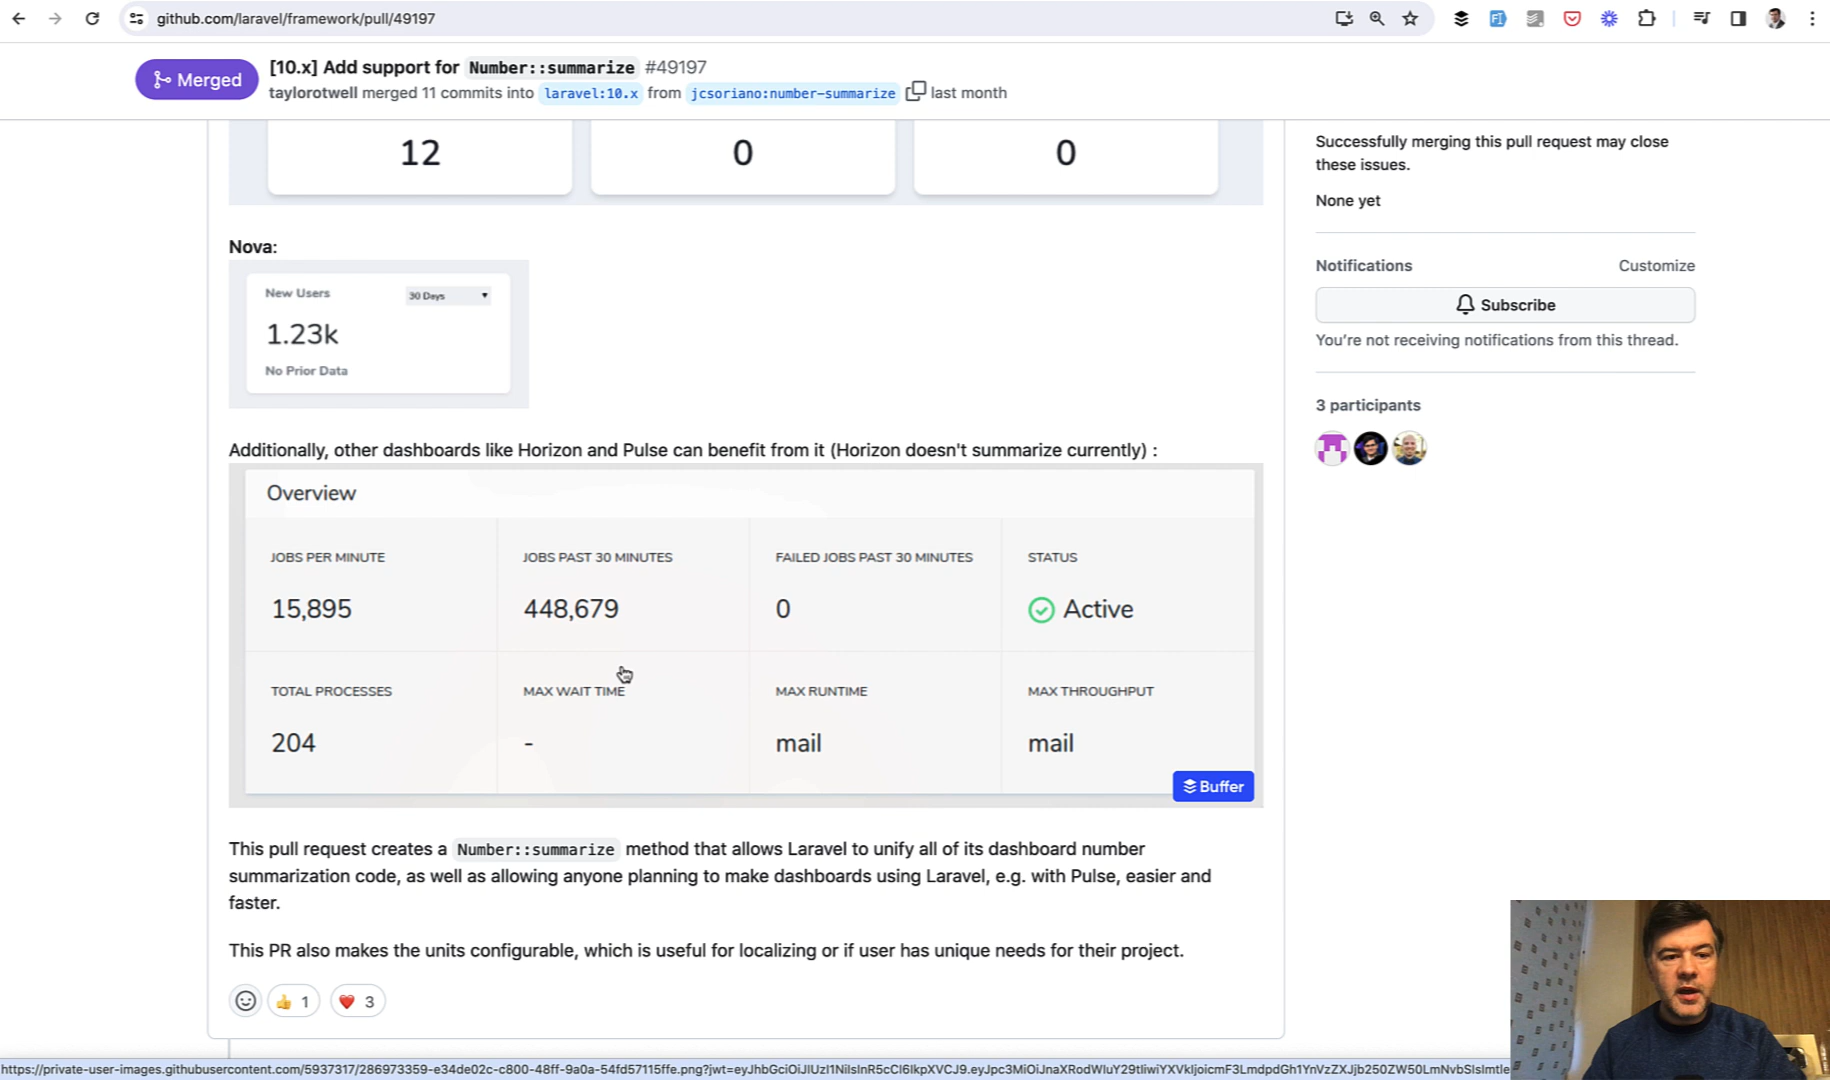 github.com/laravel/framework/pull/49197
Merged
[10.x] Add support for Number::summarize #49197
taylorotwell merged 11 commits into laravel:10.x from jcsoriano:number-summarize last month
12
0
0
Successfully merging this pull request may close
these issues.
None yet
Nova:
New Users
30 Days
1.23k
No Prior Data
Notifications
Customize
Subscribe
You're not receiving notifications from this thread.
3 participants
Additionally, other dashboards like Horizon and Pulse can benefit from it (Horizon doesn't summarize currently) :
Overview
JOBS PER MINUTE
JOBS PAST 30 MINUTES
FAILED JOBS PAST 30 MINUTES
STATUS
15,895
448,679
0
Active
TOTAL PROCESSES
MAX WAIT TIME
MAX RUNTIME
MAX THROUGHPUT
204
-
mail
mail
Buffer
This pull request creates a Number::summarize method that allows Laravel to unify all of its dashboard number
summarization code, as well as allowing anyone planning to make dashboards using Laravel, e.g. with Pulse, easier and
faster.
This PR also makes the units configurable, which is useful for localizing or if user has unique needs for their project.
👍 1
❤️ 3